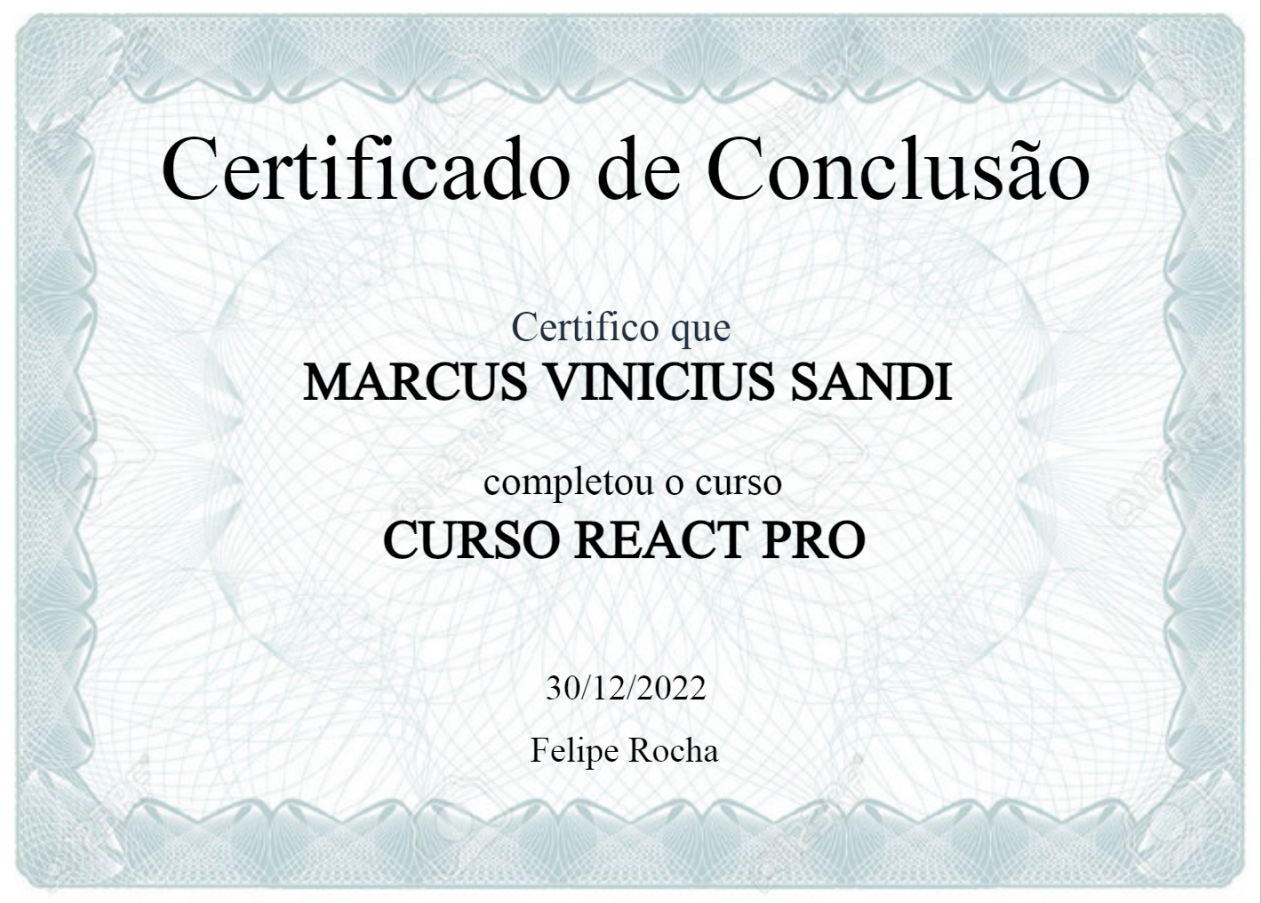 Certificado de Conclusão
Certifico que
MARCUS VINICIUS SANDI
completou o curso
CURSO REACT PRO
30/12/2022
Felipe Rocha